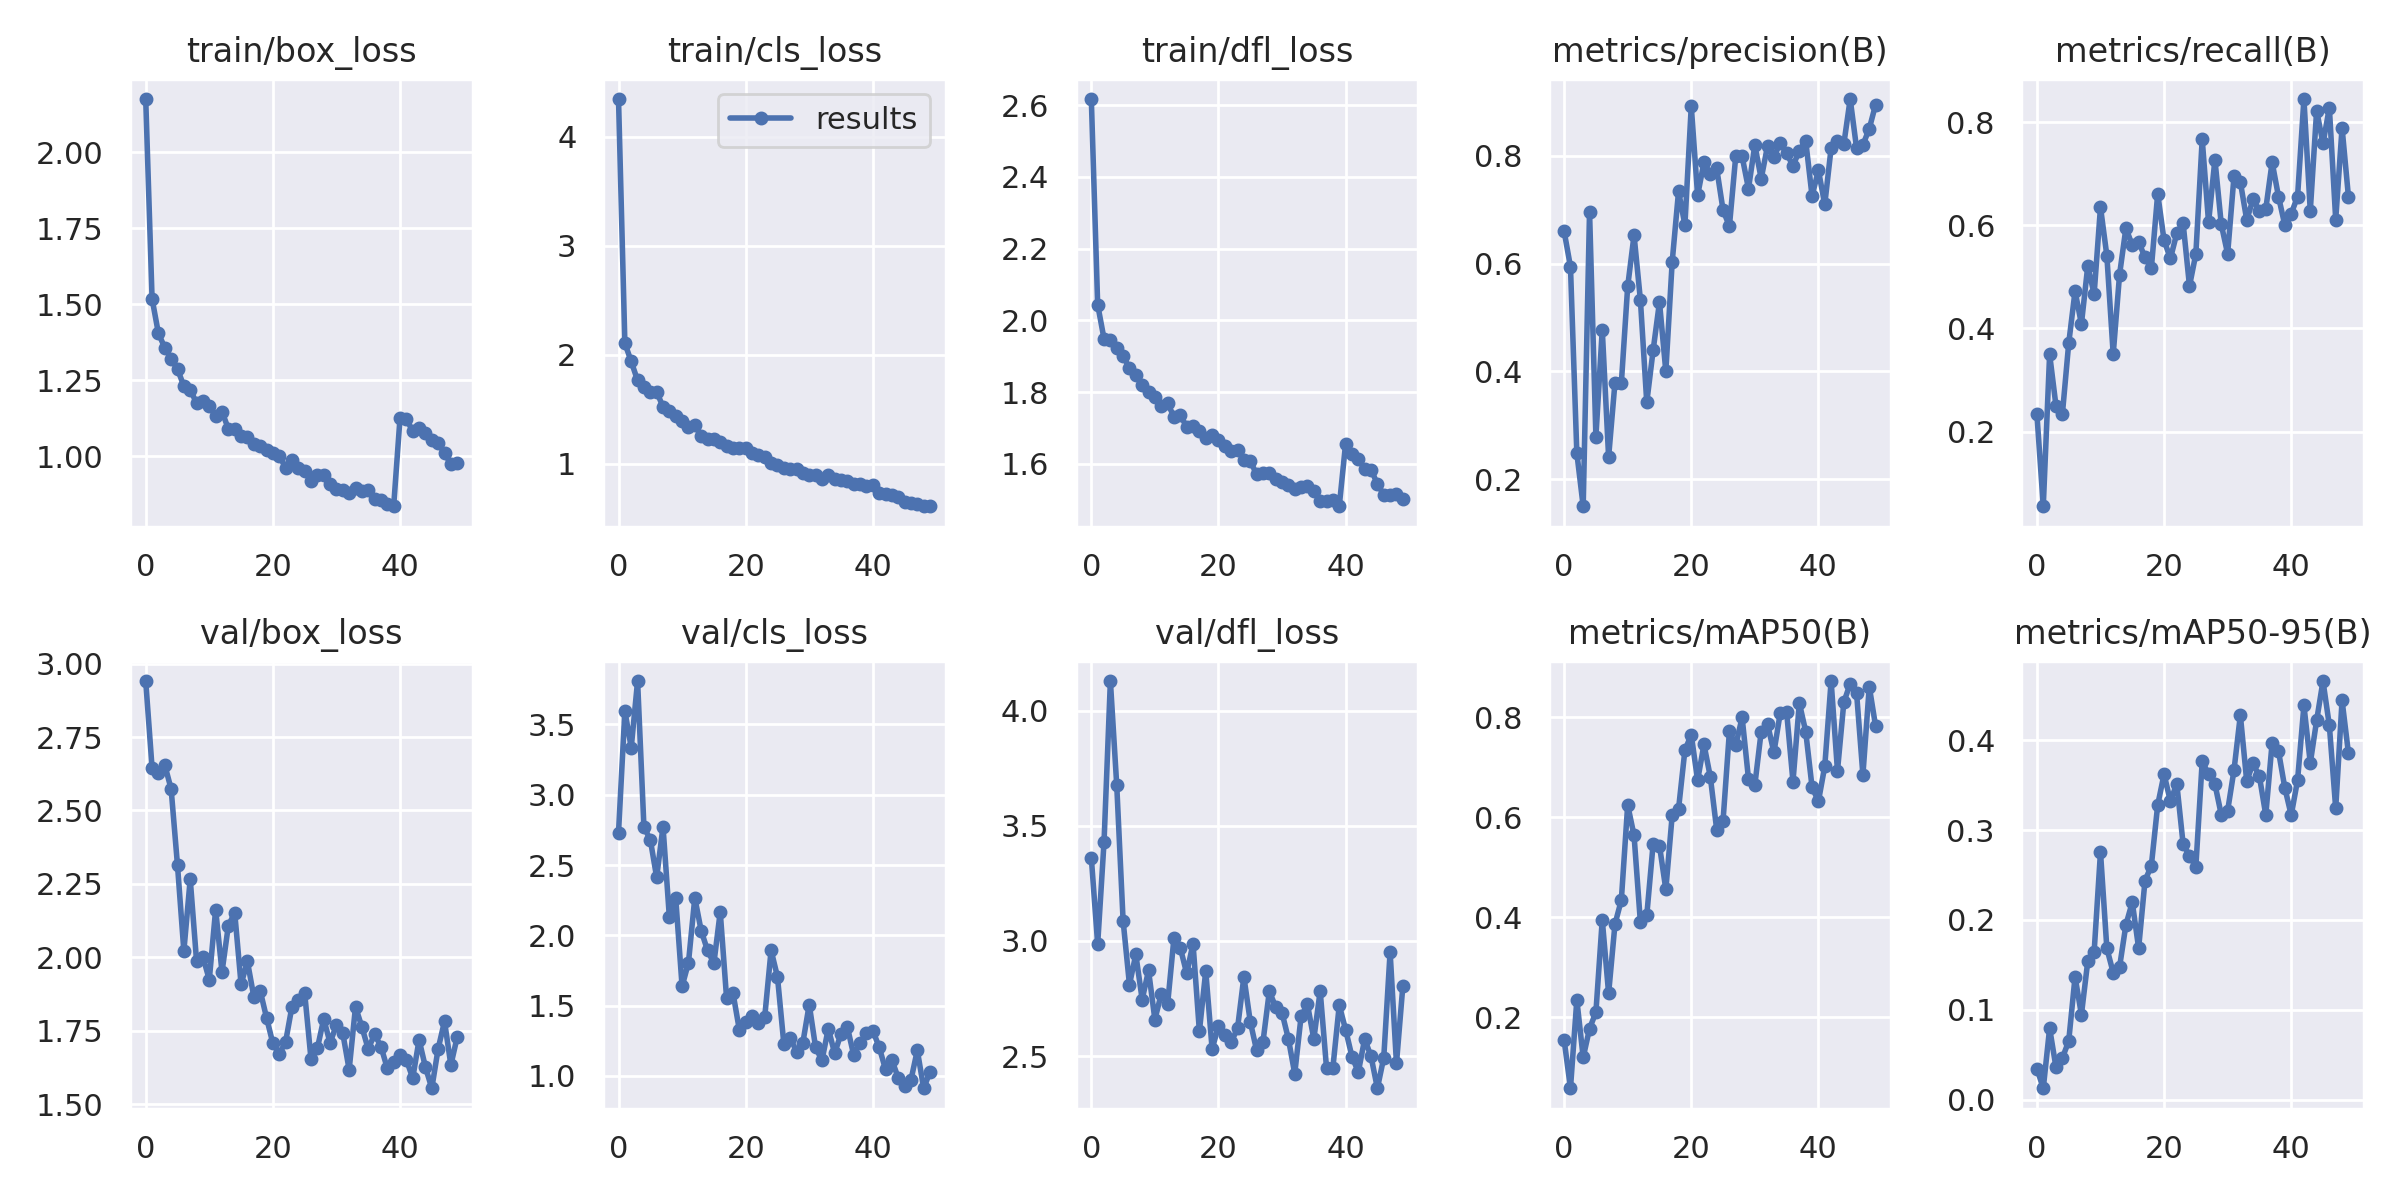 train/box_loss
2.00
1.75
1.50
1.25
1.00
0 20 40
train/cls_loss
results
4
3
2
1
0 20 40
train/dfl_loss
2.6
2.4
2.2
2.0
1.8
1.6
0 20 40
metrics/precision(B)
0.8
0.6
0.4
0.2
0 20 40
metrics/recall(B)
0.8
0.6
0.4
0.2
0 20 40
val/box_loss
3.00
2.75
2.50
2.25
2.00
1.75
1.50
0 20 40
val/cls_loss
3.5
3.0
2.5
2.0
1.5
1.0
0 20 40
val/dfl_loss
4.0
3.5
3.0
2.5
0 20 40
metrics/mAP50(B)
0.8
0.6
0.4
0.2
0 20 40
metrics/mAP50-95(B)
0.4
0.3
0.2
0.1
0.0
0 20 40